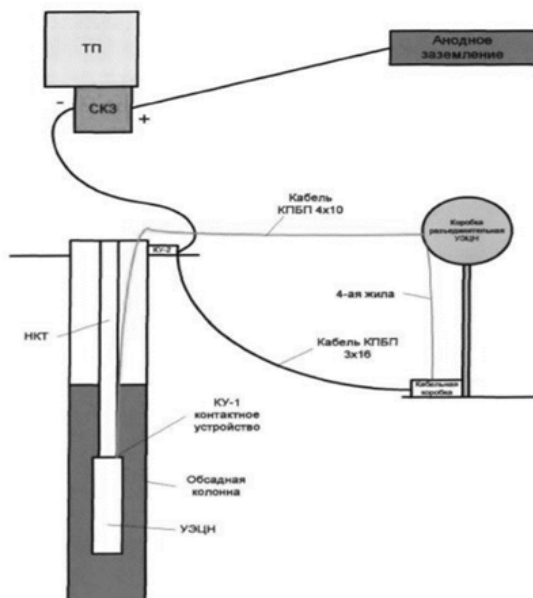 ТП
Анодное
заземление
-
СКЗ
+
Кабель
КПБП 4х10
Коробка
разъединительная
УЭЦН
КУ-2
4-ая жила
НКТ
Кабель КПБП
3х16
Кабельная
коробка
КУ-1
контактное
устройство
Обсадная
колонна
УЭЦН